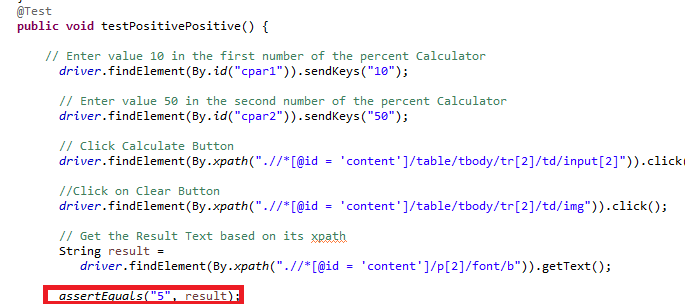 @Test
public void testPositivePositive() {
// Enter value 10 in the first number of the percent Calculator
driver.findElement(By.id("cpar1")).sendKeys("10");
// Enter value 50 in the second number of the percent Calculator
driver.findElement(By.id("cpar2")).sendKeys("50");
// Click Calculate Button
driver.findElement(By.xpath(".//*[@id = 'content']/table/tbody/tr[2]/td/input[2]")).click(
//Click on Clear Button
driver.findElement(By.xpath(".//*[@id = 'content']/table/tbody/tr[2]/td/img")).click();
// Get the Result Text based on its xpath
String result =
driver.findElement(By.xpath(".//*[@id = 'content']/p[2]/font/b")).getText();
assertEquals("5", result);